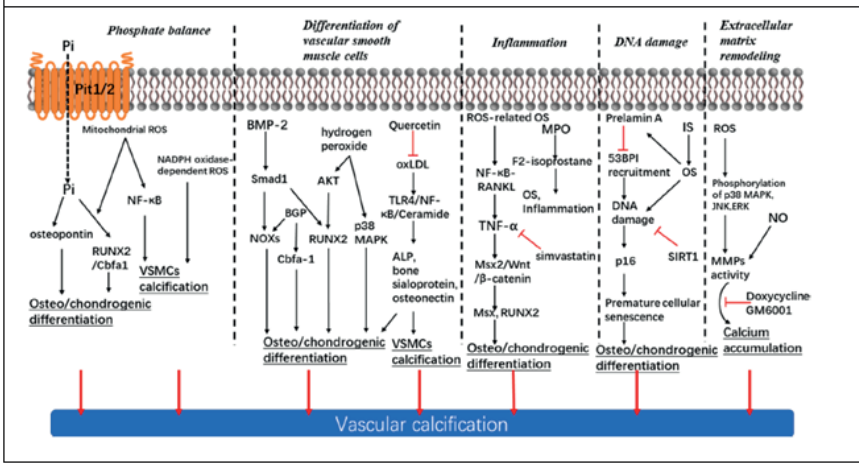 Phosphate balance
Pi
Pit1/2
Mitochondrial ROS
NADPH oxidase-
dependent ROS
Pi
NF-κB
osteopontin
RUNX2
/Cbfa1
VSMCs
calcification
Osteo/chondrogenic
differentiation
Differentiation of
vascular smooth
muscle cells
BMP-2
hydrogen
peroxide
Quercetin
oxLDL
Smad1
AKT
TLR4/NF-
κB/Ceramide
BGP
NOXs
RUNX2
p38
MAPK
Cbfa-1
ALP,
bone
sialoprotein,
osteonectin
Osteo/chondrogenic
differentiation
VSMCs
calcification
Inflammation
ROS-related OS
MPO
F2-isoprostane
NF-κB-
RANKL
OS,
Inflammation
TNF-α
simvastatin
Msx2/Wnt
/β-catenin
Msx, RUNX2
Osteo/chondrogenic
differentiation
DNA damage
Prelamin A
IS
53BPI
recruitment
OS
DNA
damage
SIRT1
p16
Premature cellular
senescence
Osteo/chondrogenic
differentiation
Extracellular
matrix
remodeling
ROS
Phosphorylation
of p38 MAPK,
JNK,ERK
NO
MMPs
activity
Doxycycline
GM6001
Calcium
accumulation
Vascular calcification